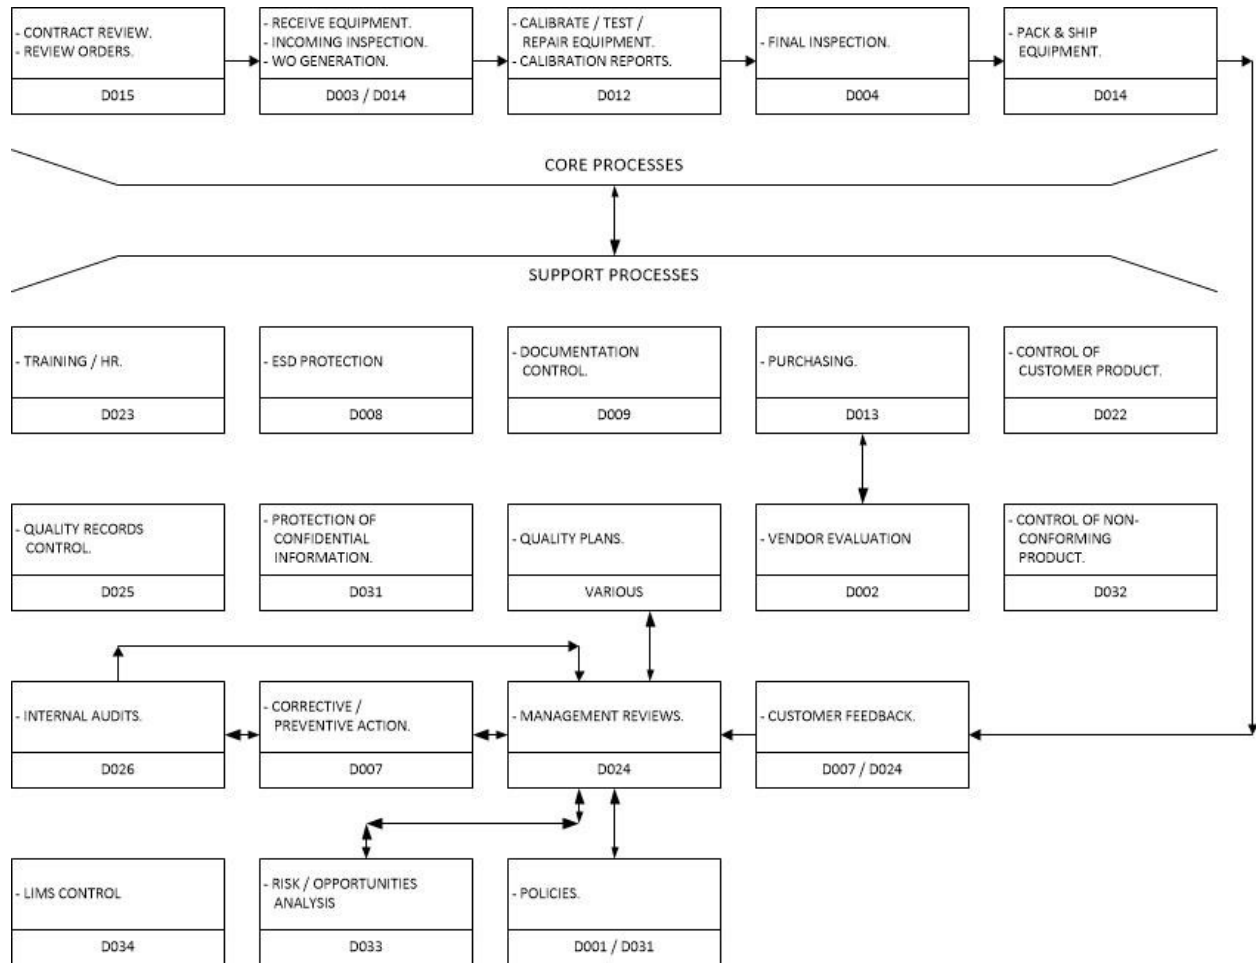 - CONTRACT REVIEW.
- REVIEW ORDERS.
D015
- RECEIVE EQUIPMENT.
- INCOMING INSPECTION.
- WO GENERATION.
D003 / D014
- CALIBRATE / TEST /
REPAIR EQUIPMENT.
- CALIBRATION REPORTS.
D012
- FINAL INSPECTION.
D004
- PACK & SHIP
EQUIPMENT.
D014
CORE PROCESSES
SUPPORT PROCESSES
- TRAINING / HR.
D023
- ESD PROTECTION
D008
- DOCUMENTATION
CONTROL.
D009
- PURCHASING.
D013
- CONTROL OF
CUSTOMER PRODUCT.
D022
- QUALITY RECORDS
CONTROL.
D025
- PROTECTION OF
CONFIDENTIAL
INFORMATION.
D031
- QUALITY PLANS.
VARIOUS
- VENDOR EVALUATION
D002
- CONTROL OF NON-
CONFORMING
PRODUCT.
D032
- INTERNAL AUDITS.
D026
- CORRECTIVE /
PREVENTIVE ACTION.
D007
- MANAGEMENT REVIEWS.
D024
- CUSTOMER FEEDBACK.
D007 / D024
- LIMS CONTROL
D034
- RISK / OPPORTUNITIES
ANALYSIS
D033
- POLICIES.
D001 / D031